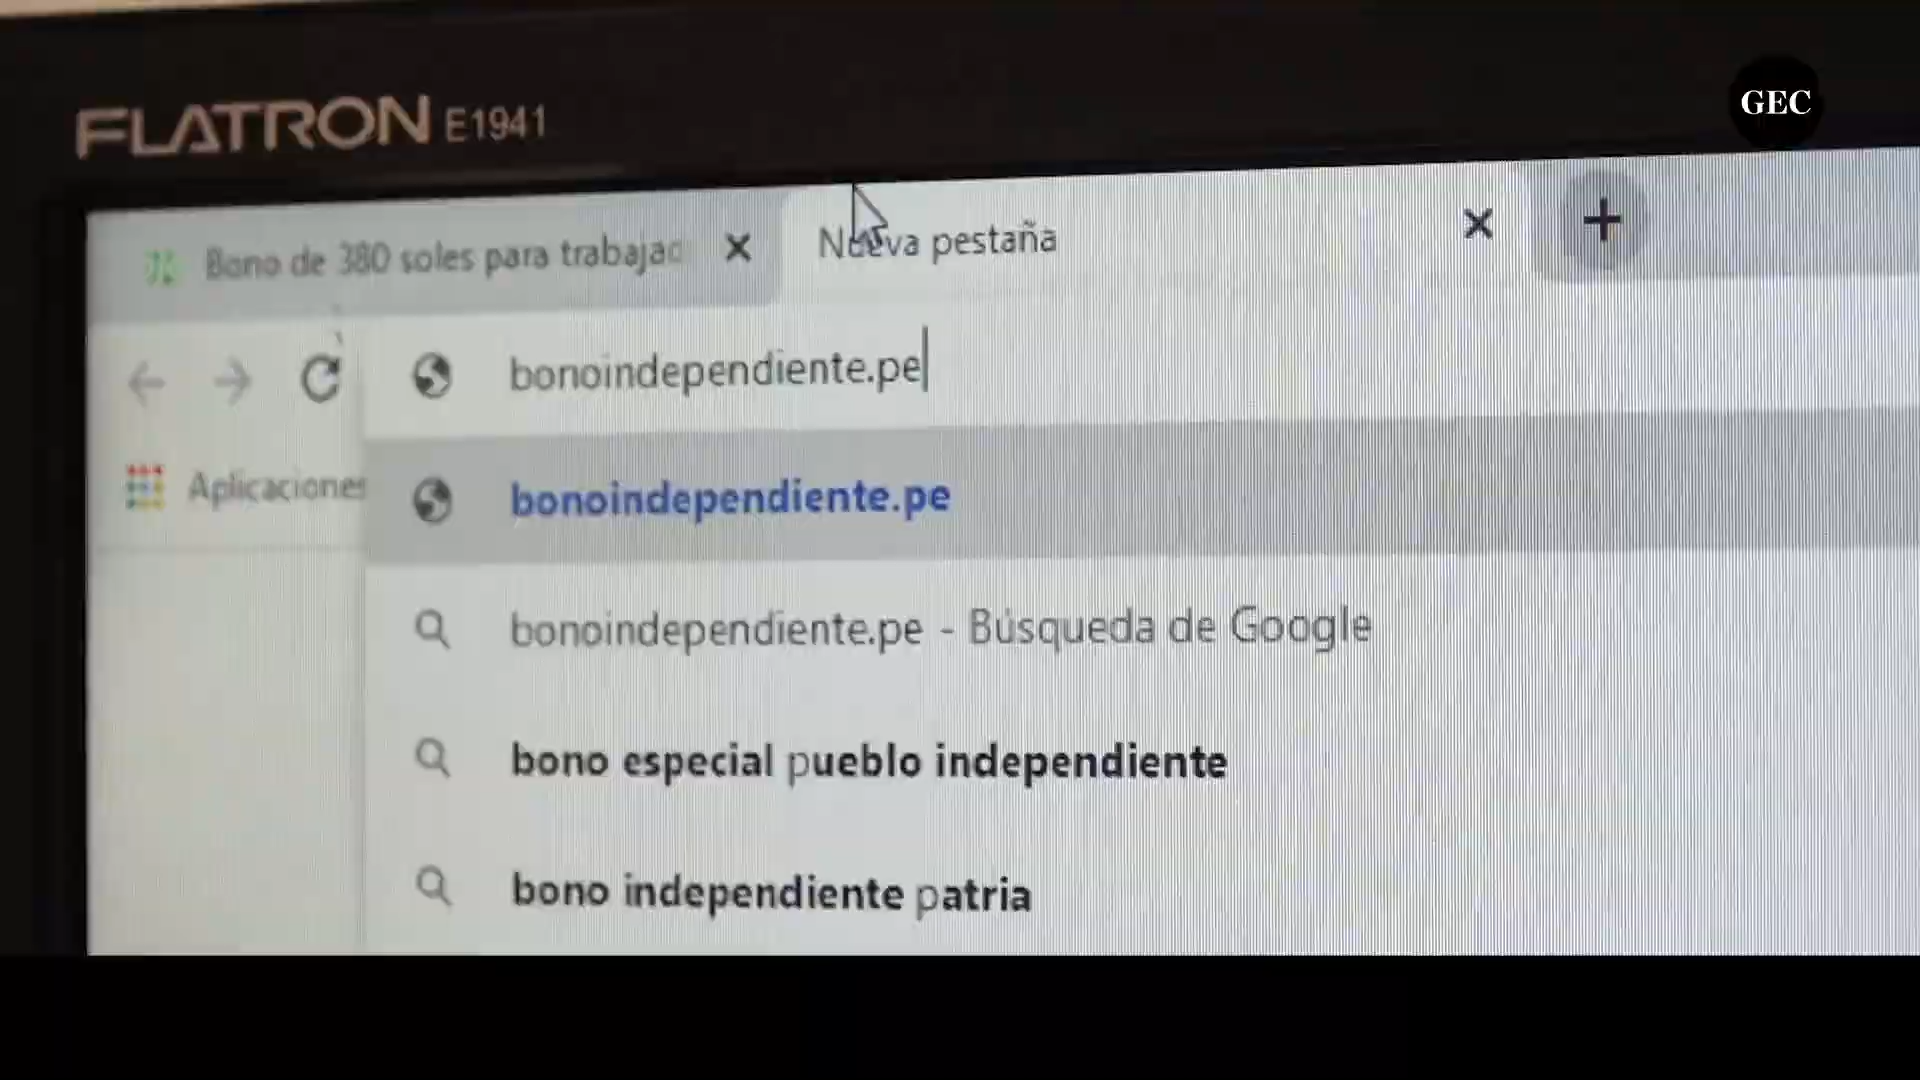 GEC
FLATRON E1941
Bono de 380 soles para trabajac
Nueva pestaña
bonoindependiente.pe
Aplicaciones
bonoindependiente.pe
bonoindependiente.pe - Búsqueda de Google
bono especial pueblo independiente
bono independiente patria